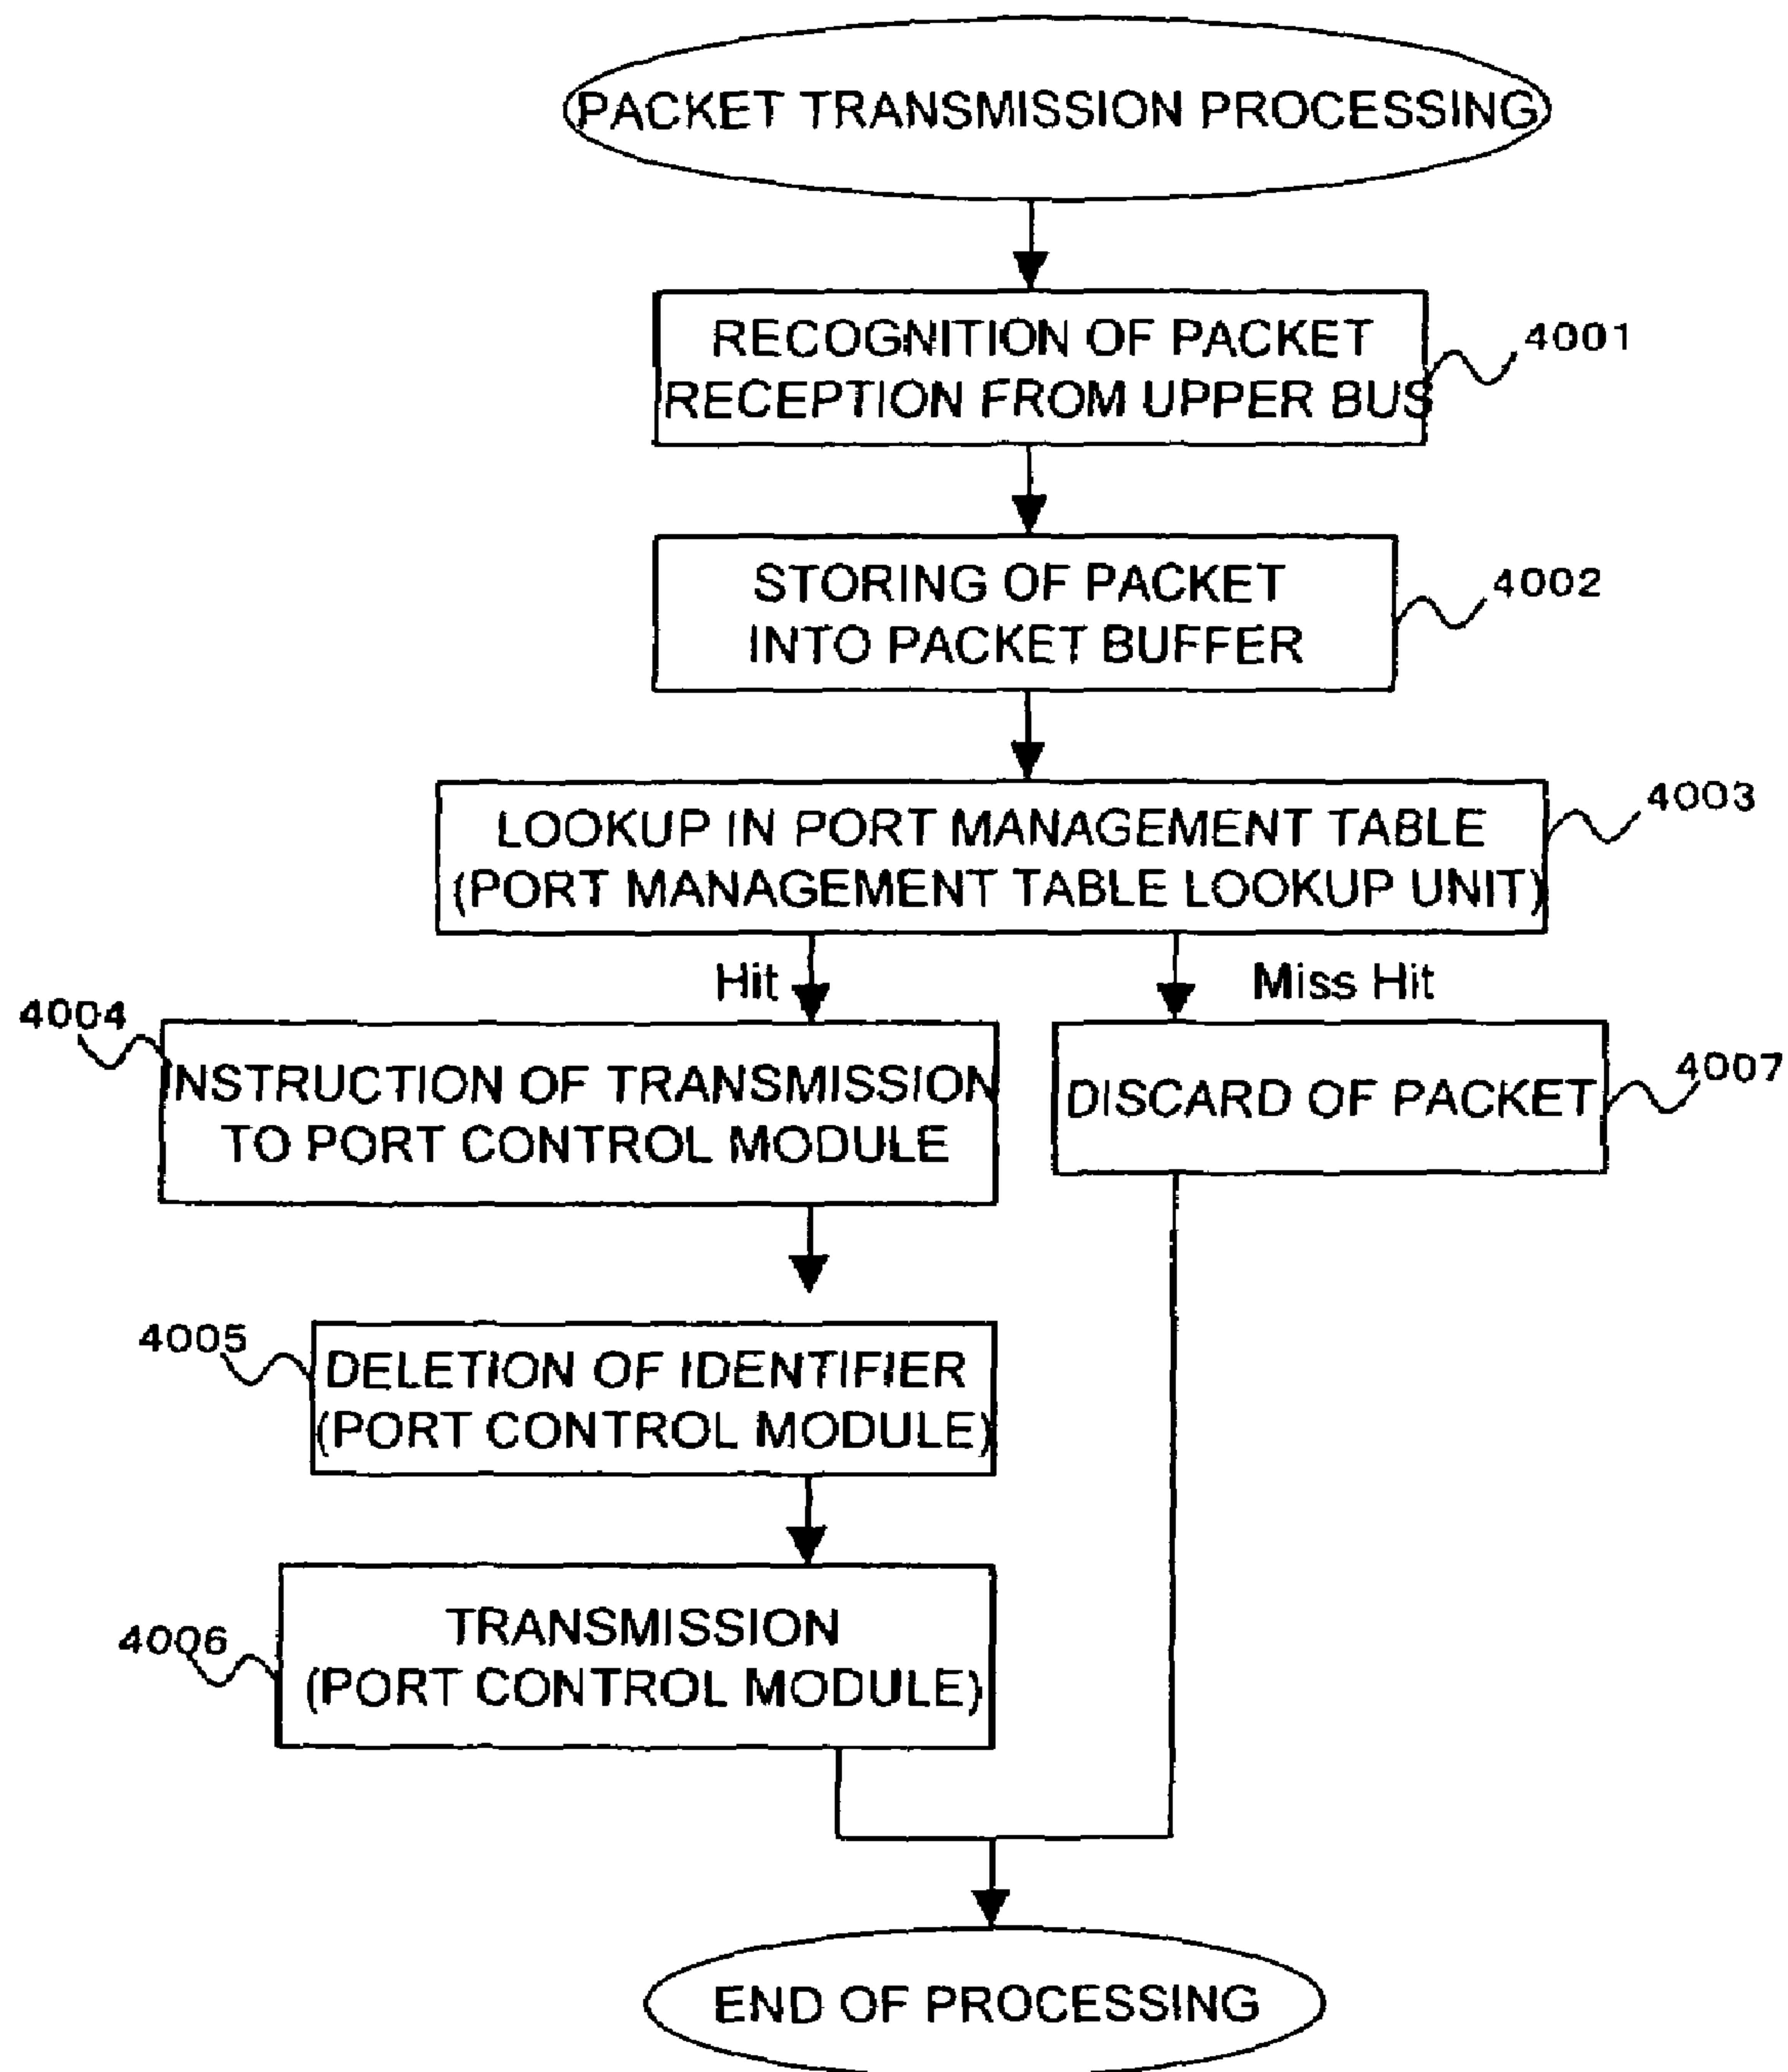 PACKET TRANSMISSION PROCESSING
RECOGNITION OF PACKET
RECEPTION FROM UPPER BUS
4001
STORING OF PACKET
INTO PACKET BUFFER
4002
LOOKUP IN PORT MANAGEMENT TABLE
(PORT MANAGEMENT TABLE LOOKUP UNIT)
4003
Hit
Miss Hit
4004
INSTRUCTION OF TRANSMISSION
TO PORT CONTROL MODULE
DISCARD OF PACKET
4007
4005
DELETION OF IDENTIFIER
(PORT CONTROL MODULE)
4006
TRANSMISSION
(PORT CONTROL MODULE)
END OF PROCESSING